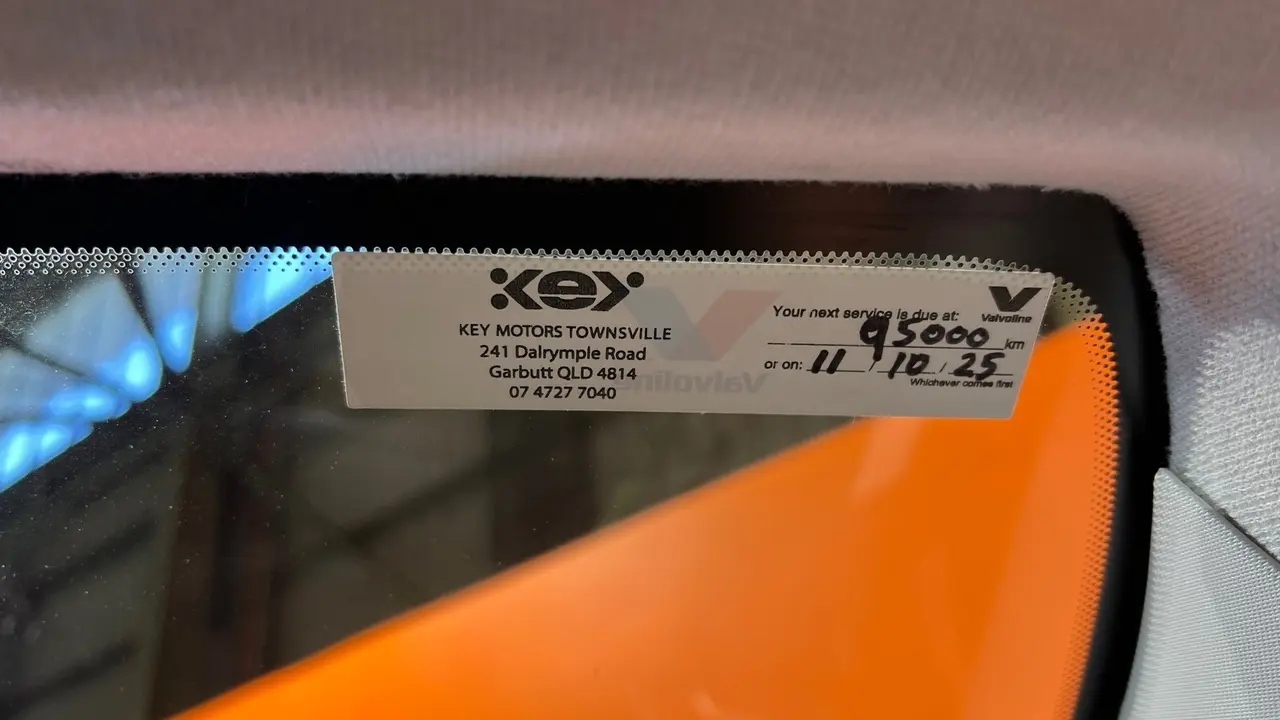 key
KEY MOTORS TOWNSVILLE
241 Dalrymple Road
Garbutt QLD 4814
07 4727 7040
Valvoline
Your next service is due at:
Valvoline
95000 km
or on: 11 / 10 / 25
Whichever comes first